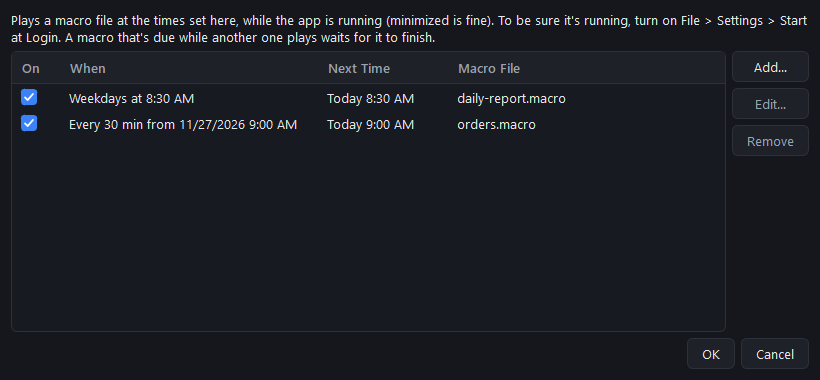 Plays a macro file at the times set here, while the app is running (minimized is fine). To be sure it's running, turn on File > Settings > Start
at Login. A macro that's due while another one plays waits for it to finish.
On When Next Time Macro File
Weekdays at 8:30 AM Today 8:30 AM daily-report.macro
Every 30 min from 11/27/2026 9:00 AM Today 9:00 AM orders.macro
Add...
Edit...
Remove
OK Cancel